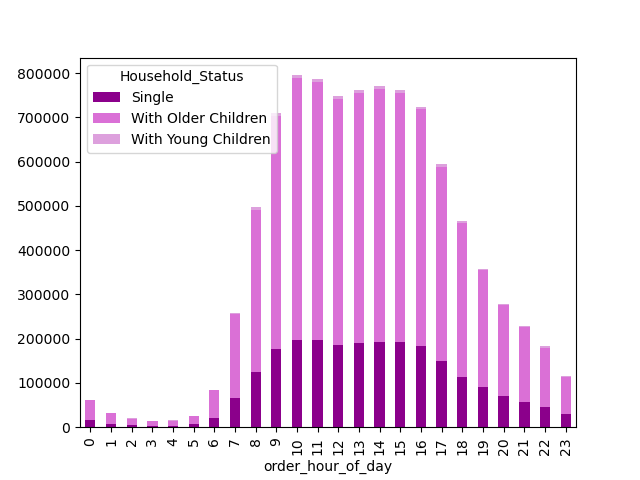 Household_Status
Single
With Older Children
With Young Children
800000
700000
600000
500000
400000
300000
200000
100000
0
0 1 2 3 4 5 6 7 8 9 10 11 12 13 14 15 16 17 18 19 20 21 22 23
order_hour_of_day